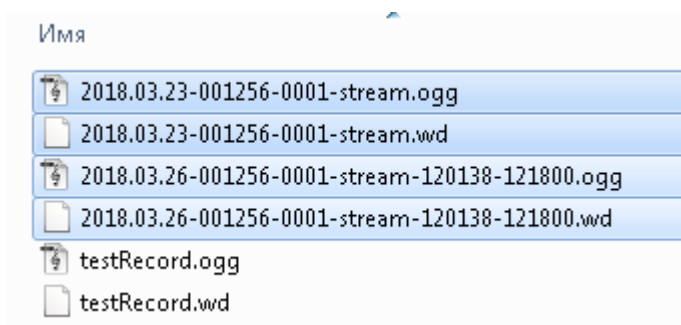 Имя
2018.03.23-001256-0001-stream.ogg
2018.03.23-001256-0001-stream.wd
2018.03.26-001256-0001-stream-120138-121800.ogg
2018.03.26-001256-0001-stream-120138-121800.wd
testRecord.ogg
testRecord.wd